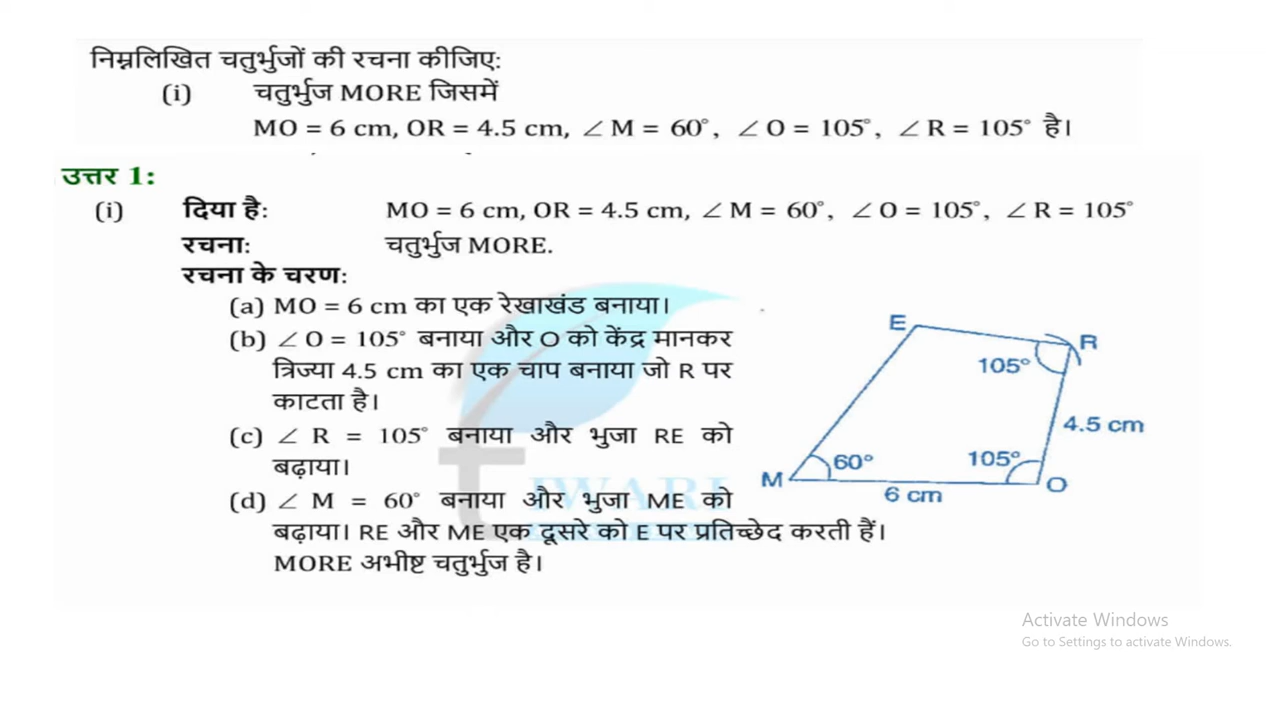 निम्नलिखित चतुर्भुजों की रचना कीजिए:
(i) चतुर्भुज MORE जिसमें
MO = 6 cm, OR = 4.5 cm, ∠M = 60°, ∠O = 105°, ∠R = 105° है।
उत्तर 1:
(i) दिया है: MO = 6 cm, OR = 4.5 cm, ∠M = 60°, ∠O = 105°, ∠R = 105°
रचना: चतुर्भुज MORE.
रचना के चरण:
(a) MO = 6 cm का एक रेखाखंड बनाया।
(b) ∠O = 105° बनाया और O को केंद्र मानकर
त्रिज्या 4.5 cm का एक चाप बनाया जो R पर
काटता है।
(c) ∠R = 105° बनाया और भुजा RE को
बढ़ाया।
(d) ∠M = 60° बनाया और भुजा ME को
बढ़ाया। RE और ME एक दूसरे को E पर प्रतिच्छेद करती हैं।
MORE अभीष्ट चतुर्भुज है।
E
R
105°
4.5 cm
60°
105°
M
O
6 cm
IWARI
Activate Windows
Go to Settings to activate Windows.